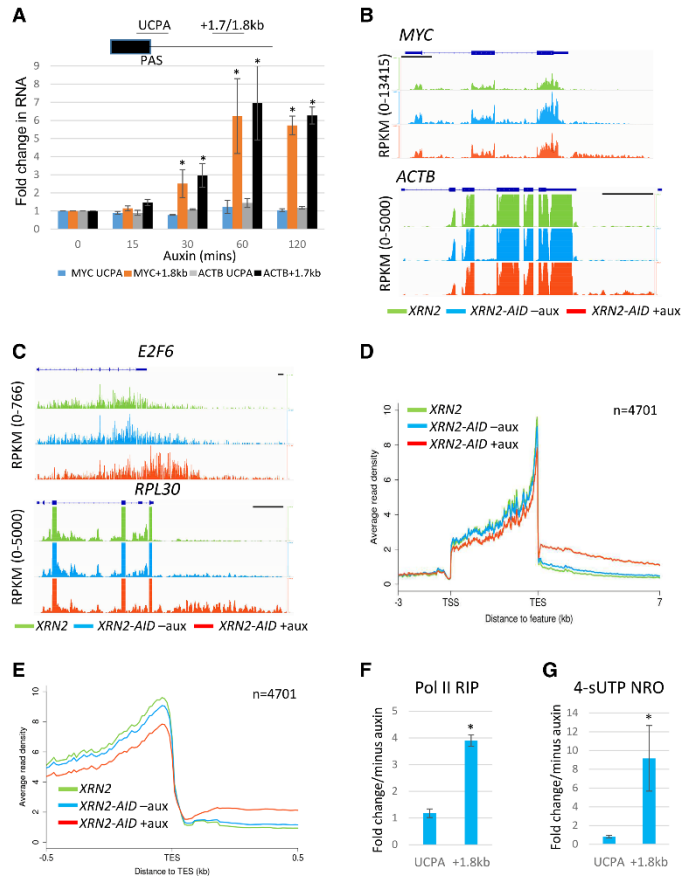 A
UCPA +1.7/1.8kb
PAS
Fold change in RNA
9
8
7
6
5
4
3
2
1
0
* * * * * *
0 15 30 60 120
Auxin (mins)
MYC UCPA MYC+1.8kb ACTB UCPA ACTB+1.7kb
B
MYC
RPKM (0-13415)
ACTB
RPKM (0-5000)
XRN2 XRN2-AID –aux XRN2-AID +aux
C
E2F6
RPKM (0-766)
RPL30
RPKM (0-5000)
XRN2 XRN2-AID –aux XRN2-AID +aux
D
n=4701
XRN2
XRN2-AID –aux
XRN2-AID +aux
Average read density
10
8
6
4
2
0
-3 TSS TES 7
Distance to feature (kb)
E
n=4701
Average read density
10
8
6
4
2
0
XRN2
XRN2-AID –aux
XRN2-AID +aux
-0.5 TES 0.5
Distance to TES (kb)
F
Pol II RIP
Fold change/minus auxin
5
4
3
2
1
0
*
UCPA +1.8kb
G
4-sUTP NRO
Fold change/minus auxin
14
12
10
8
6
4
2
0
*
UCPA +1.8kb